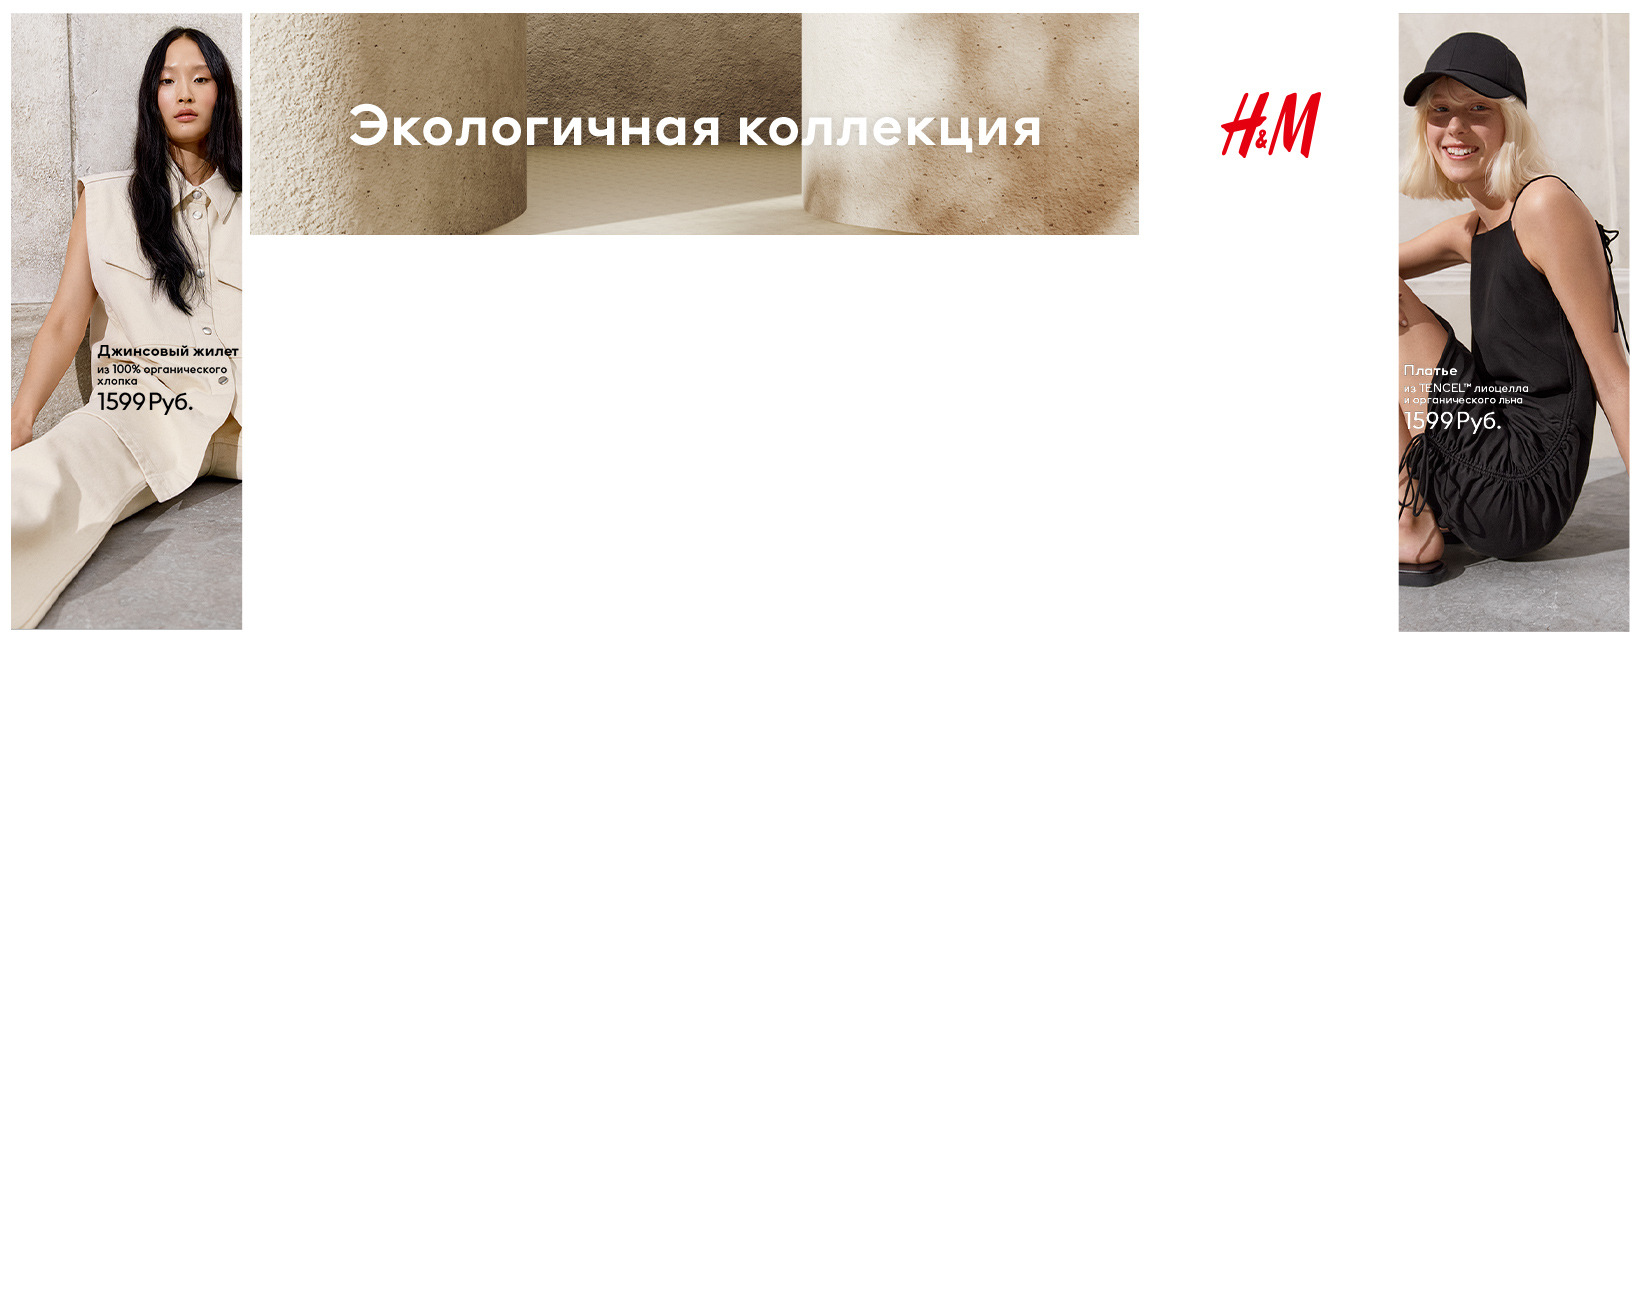 Экологичная коллекция
H&M
Джинсовый жилет
из 100% органического
хлопка
1599 Руб.
Платье
из TENCEL™ лиоцелла
и органического льна
1599 Руб.